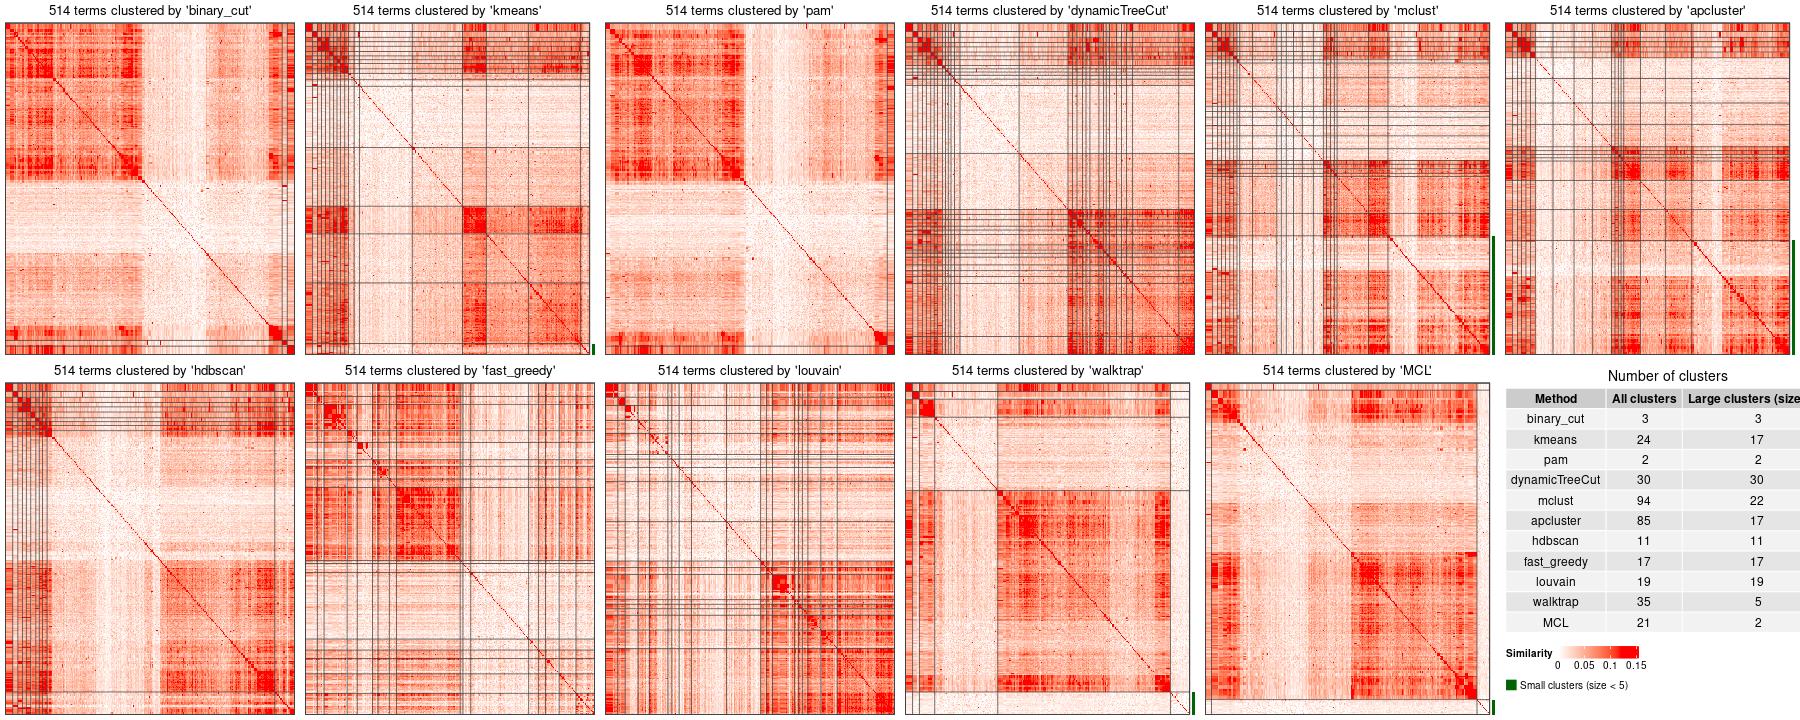 514 terms clustered by 'binary_cut'
514 terms clustered by 'kmeans'
514 terms clustered by 'pam'
514 terms clustered by 'dynamicTreeCut'
514 terms clustered by 'mclust'
514 terms clustered by 'apcluster'
514 terms clustered by 'hdbscan'
514 terms clustered by 'fast_greedy'
514 terms clustered by 'louvain'
514 terms clustered by 'walktrap'
514 terms clustered by 'MCL'
Number of clusters
Method All clusters Large clusters (size
binary_cut 3 3
kmeans 24 17
pam 2 2
dynamicTreeCut 30 30
mclust 94 22
apcluster 85 17
hdbscan 11 11
fast_greedy 17 17
louvain 19 19
walktrap 35 5
MCL 21 2
Similarity
0 0.05 0.1 0.15
Small clusters (size < 5)